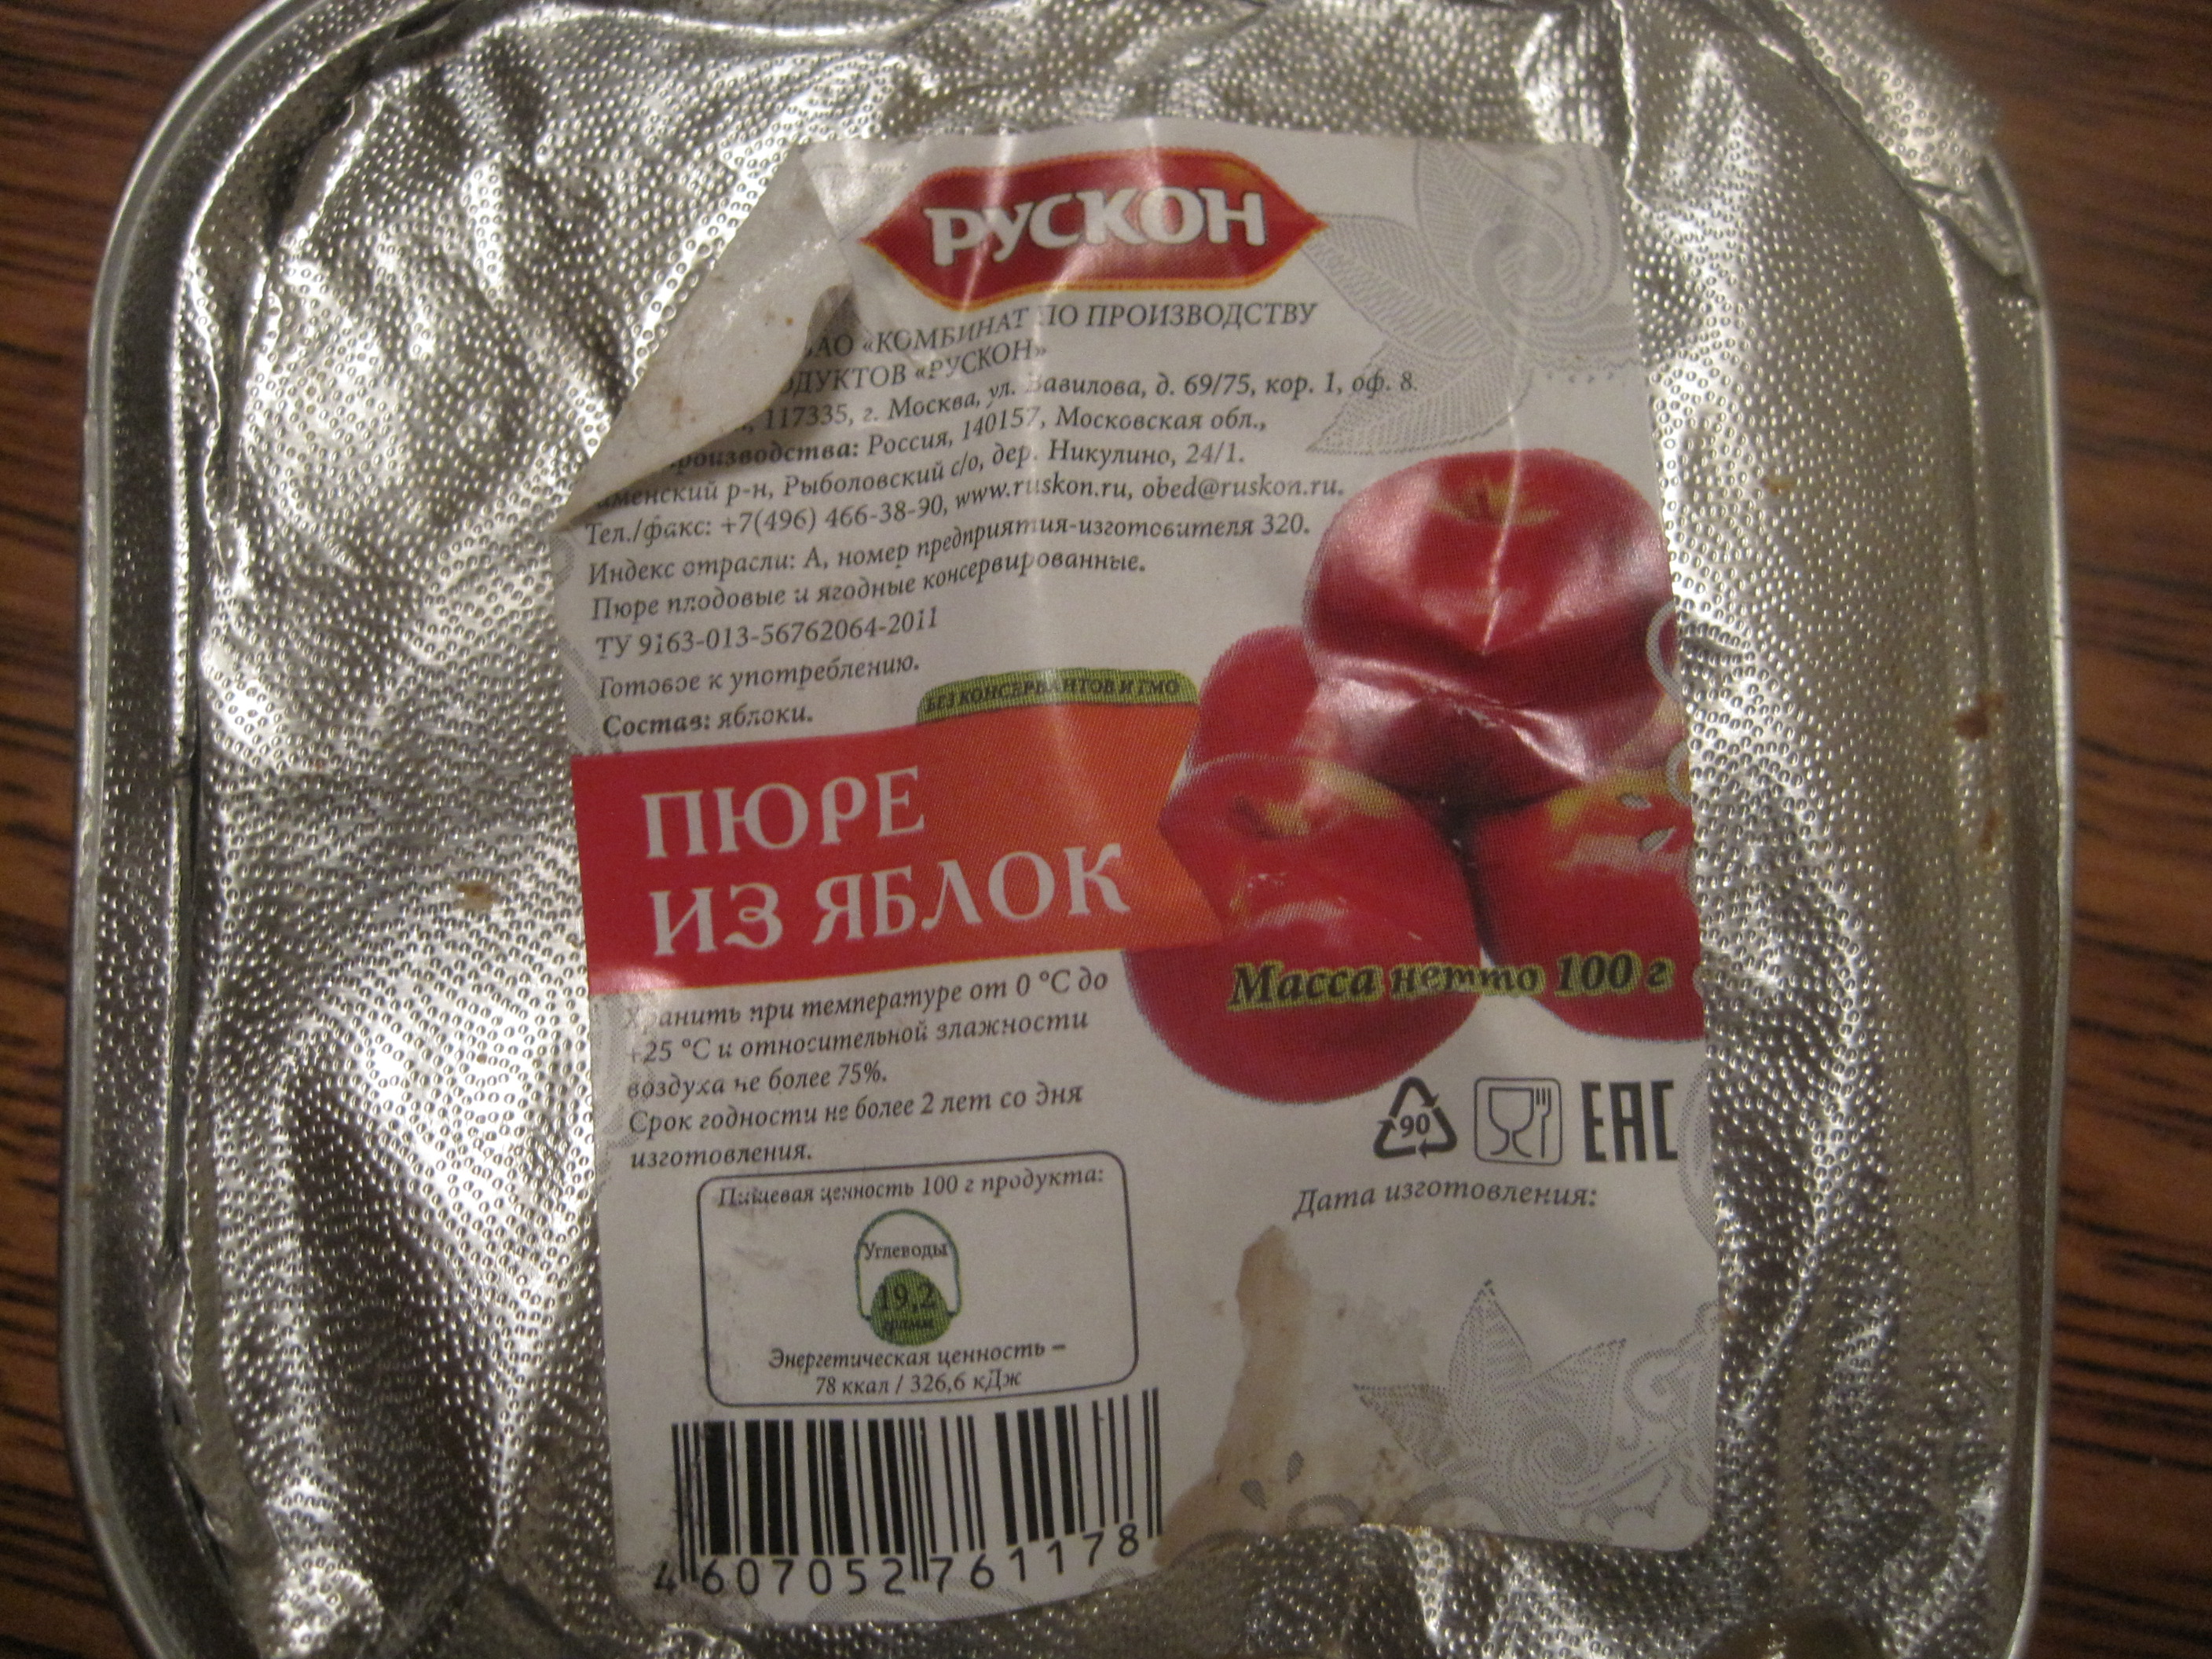 РУСКОН
ЗАО «КОМБИНАТ ПО ПРОИЗВОДСТВУ
«РУСКОН»
117335, г. Москва, ул. Вавилова, д. 69/75, кор. 1, оф. 8.
производства: Россия, 140157, Московская обл.,
р-н, Рыболовский с/о, дер. Никулино, 24/1.
Тел./факс: +7(496) 466-38-90, www.ruskon.ru, obed@ruskon.ru.
Индекс отрасли: А, номер предприятия-изготовителя 320.
Пюре плодовые и ягодные консервированные.
ТУ 9163-013-56762064-2011
Готовое к употреблению.
Состав: яблоки.
БЕЗ КОНСЕРВАНТОВ И ГМО
ПЮРЕ
ИЗ ЯБЛОК
Масса нетто 100 г
Хранить при температуре от 0 °С до
+25 °С и относительной влажности
воздуха не более 75%.
Срок годности не более 2 лет со дня
изготовления.
90
EAC
Дата изготовления:
Пищевая ценность 100 г продукта:
Углеводы
19,2
грамм
Энергетическая ценность –
78 ккал / 326,6 кДж
4 607052 761178